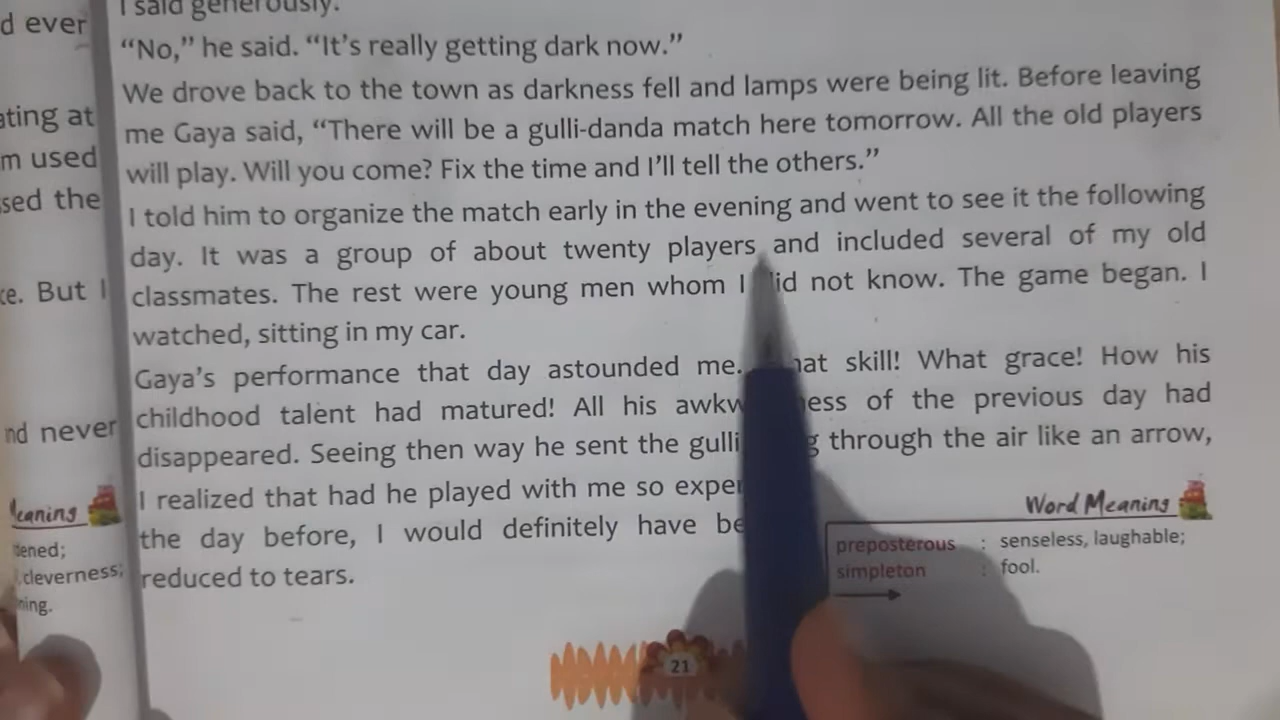 d ever
I said generously.
“No,” he said. “It’s really getting dark now.”
We drove back to the town as darkness fell and lamps were being lit. Before leaving
ating at
me Gaya said, “There will be a gulli-danda match here tomorrow. All the old players
m used
will play. Will you come? Fix the time and I’ll tell the others.”
sed the
I told him to organize the match early in the evening and went to see it the following
day. It was a group of about twenty players and included several of my old
ce. But I
classmates. The rest were young men whom I did not know. The game began. I
watched, sitting in my car.
Gaya’s performance that day astounded me. hat skill! What grace! How his
childhood talent had matured! All his awkw ness of the previous day had
nd never
disappeared. Seeing then way he sent the gulli g through the air like an arrow,
I realized that had he played with me so exper
the day before, I would definitely have be
reduced to tears.
eaning
ened;
cleverness;
ning.
Word Meaning
preposterous : senseless, laughable;
simpleton : fool.
21